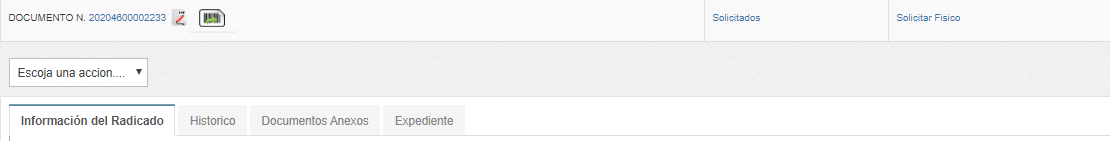 DOCUMENTO N. 20204600002233 Solicitados Solicitar Fisico
Escoja una accion....
Información del Radicado Historico Documentos Anexos Expediente